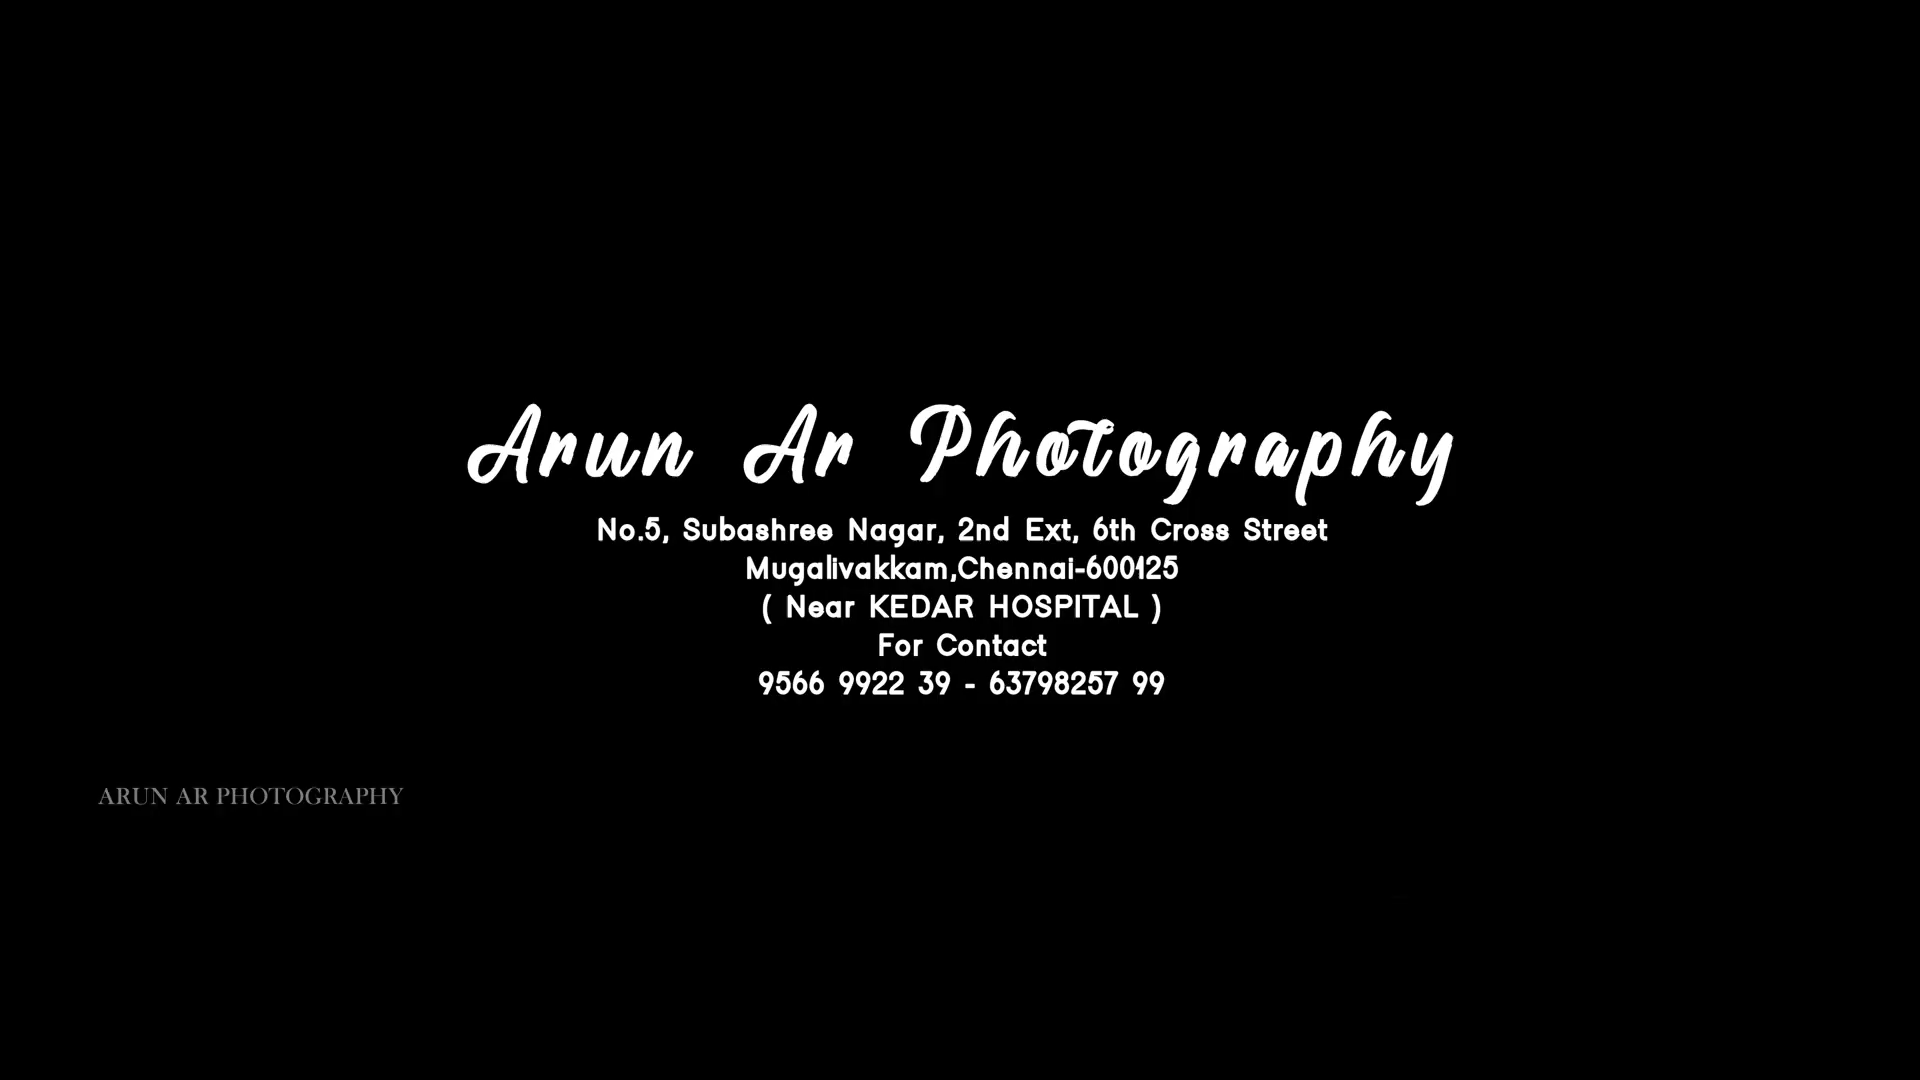 Arun Ar Photography
No.5, Subashree Nagar, 2nd Ext, 6th Cross Street
Mugalivakkam,Chennai-600125
( Near KEDAR HOSPITAL )
For Contact
9566 9922 39 - 63798257 99
ARUN AR PHOTOGRAPHY